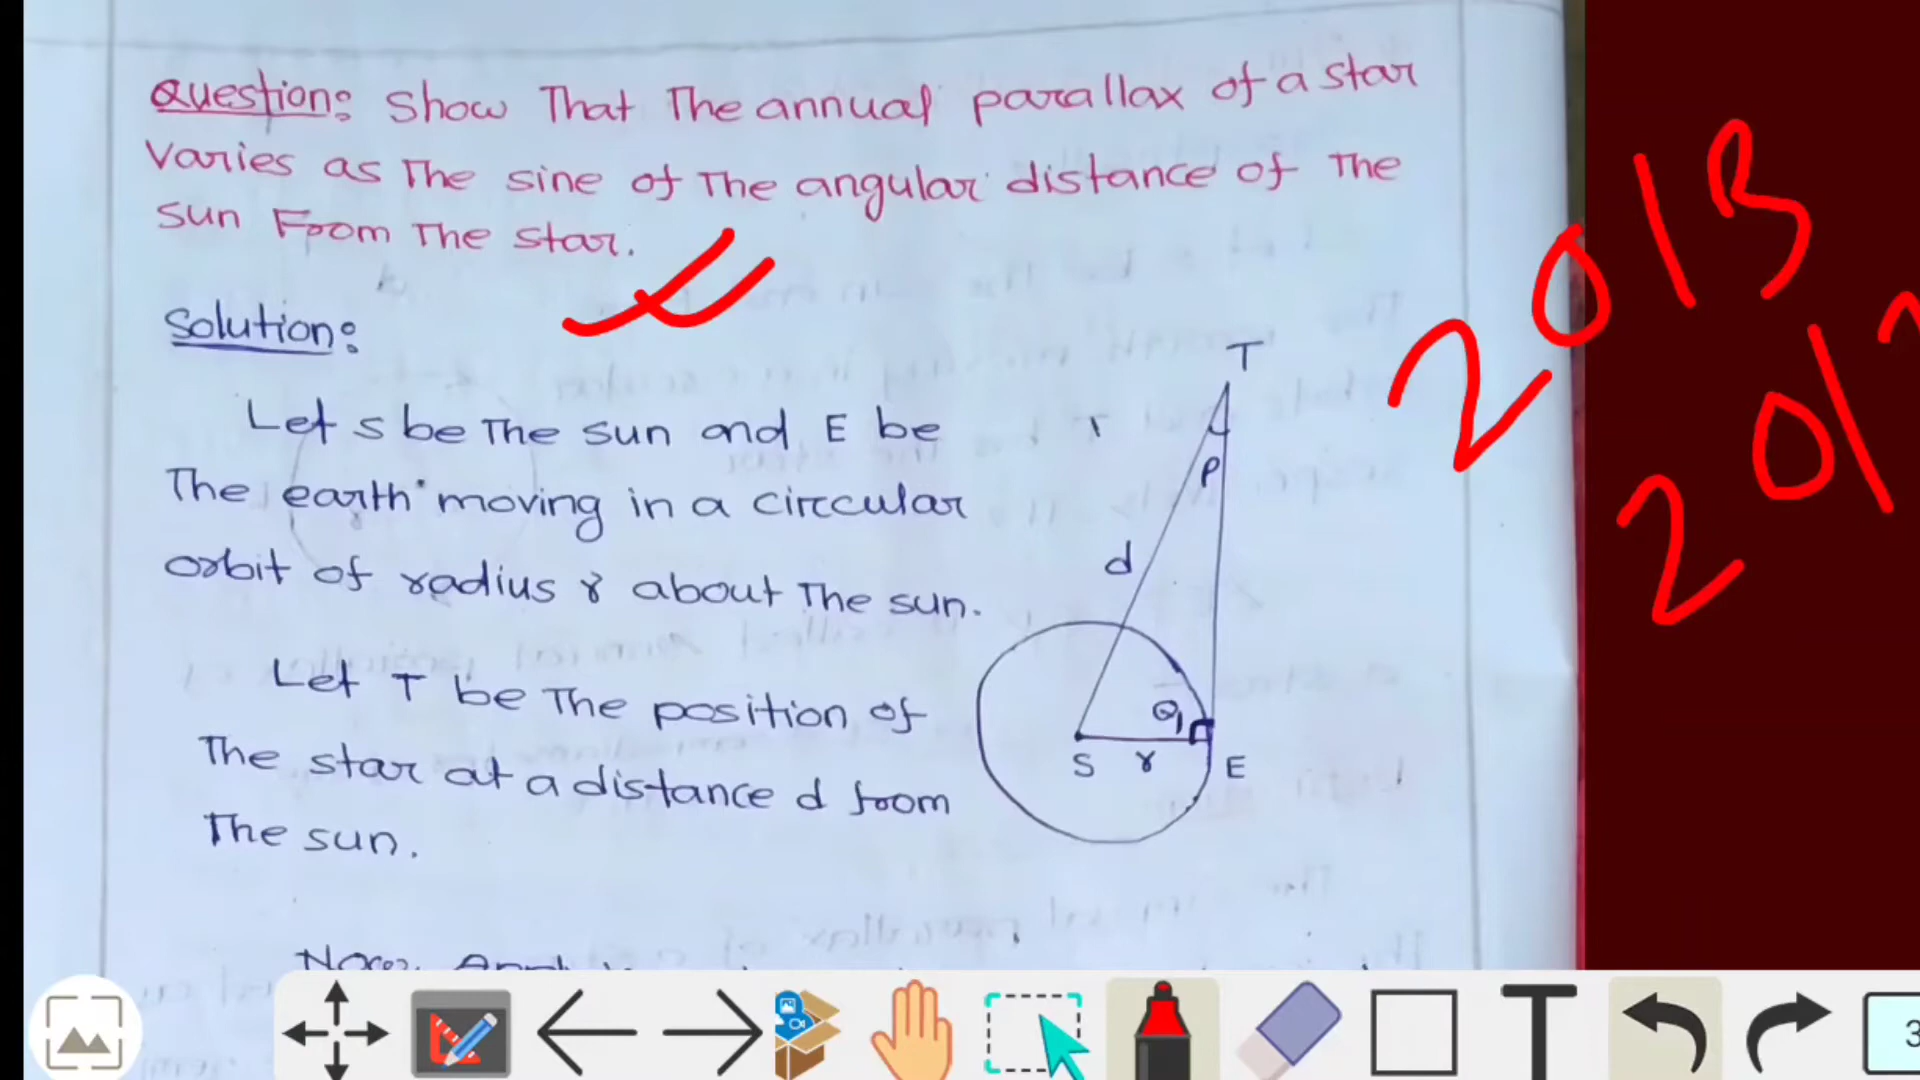 Question: Show That The annual parallax of a star
varies as The sine of The angular distance of The
sun From The star.
Solution:
Let S be The sun and E be
The earth moving in a circular
orbit of radius r about The sun.
Let T be The position of
The star at a distance d from
The sun.
T
P
d
θ
S r E
2013
201
3